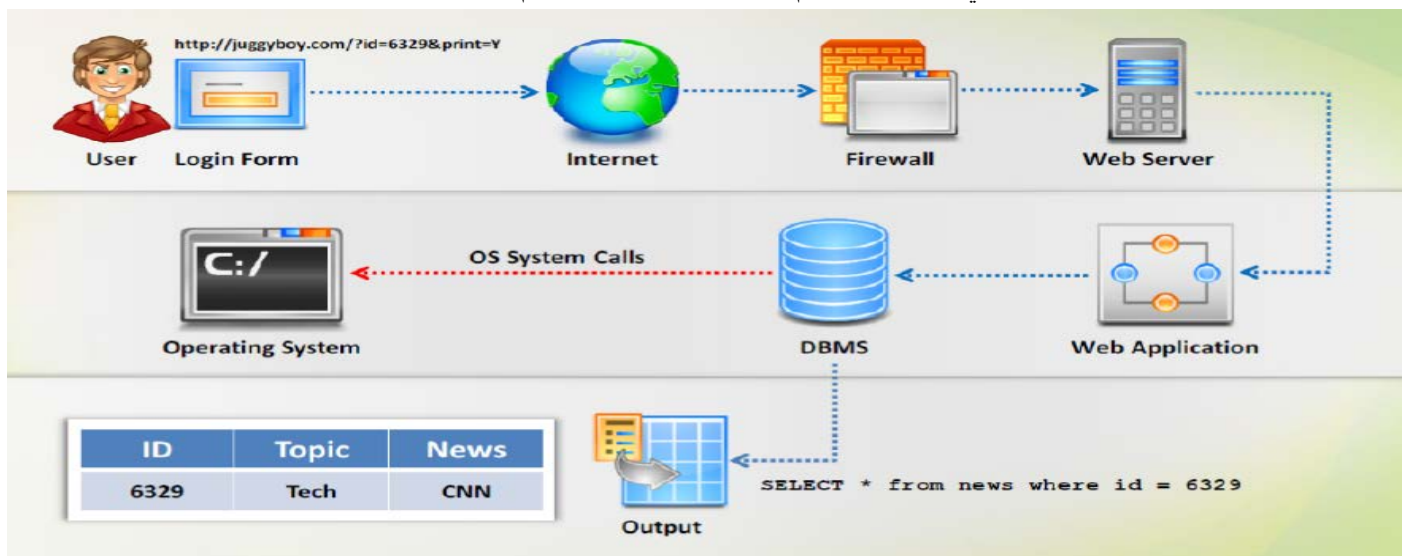 http://juggyboy.com/?id=6329&print=Y
User Login Form Internet Firewall Web Server
C:/
OS System Calls
Operating System DBMS Web Application
ID Topic News
6329 Tech CNN
SELECT * from news where id = 6329
Output